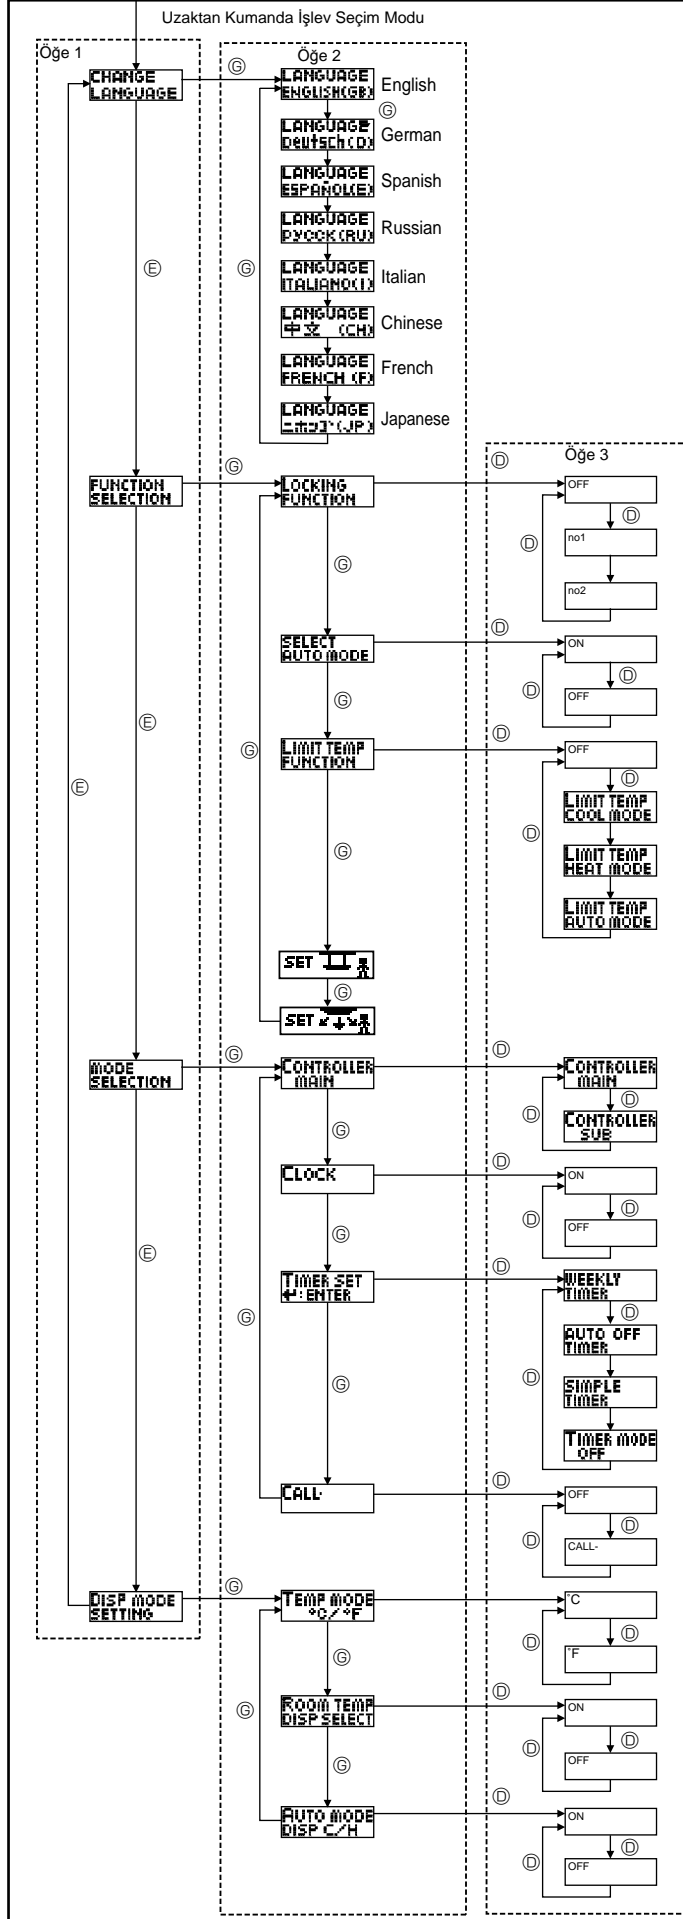 Uzaktan Kumanda İşlev Seçim Modu
Öğe 1
Öğe 2
CHANGE
LANGUAGE
Ⓖ
LANGUAGE
ENGLISH(GB)
English
Ⓖ
LANGUAGE
Deutsch(D)
German
LANGUAGE
ESPAÑOL(E)
Spanish
LANGUAGE
РУССК(RU)
Russian
Ⓔ
Ⓖ
LANGUAGE
ITALIANO(I)
Italian
LANGUAGE
中文 (CH)
Chinese
LANGUAGE
FRENCH (F)
French
LANGUAGE
ニホンゴ(JP)
Japanese
Öğe 3
FUNCTION
SELECTION
Ⓖ
LOCKING
FUNCTION
Ⓓ
OFF
Ⓓ
no1
Ⓓ
no2
Ⓖ
SELECT
AUTO MODE
Ⓓ
ON
Ⓓ
OFF
Ⓓ
Ⓖ
Ⓔ
Ⓖ
LIMIT TEMP
FUNCTION
Ⓓ
OFF
Ⓓ
LIMIT TEMP
COOL MODE
Ⓔ
Ⓓ
LIMIT TEMP
HEAT MODE
Ⓖ
LIMIT TEMP
AUTO MODE
SET
Ⓖ
SET
MODE
SELECTION
Ⓖ
CONTROLLER
MAIN
Ⓓ
CONTROLLER
MAIN
Ⓓ
Ⓓ
CONTROLLER
SUB
Ⓖ
CLOCK
Ⓓ
ON
Ⓓ
Ⓓ
OFF
Ⓖ
Ⓔ
TIMER SET
↵:ENTER
Ⓓ
WEEKLY
TIMER
Ⓓ
Ⓖ
AUTO OFF
TIMER
Ⓓ
SIMPLE
TIMER
Ⓖ
TIMER MODE
OFF
CALL-
Ⓓ
OFF
Ⓓ
Ⓓ
CALL-
DISP MODE
SETTING
Ⓖ
TEMP MODE
°C/°F
Ⓓ
°C
Ⓓ
Ⓓ
°F
Ⓖ
Ⓖ
ROOM TEMP
DISP SELECT
Ⓓ
ON
Ⓓ
Ⓓ
OFF
Ⓖ
AUTO MODE
DISP C/H
Ⓓ
ON
Ⓓ
Ⓓ
OFF